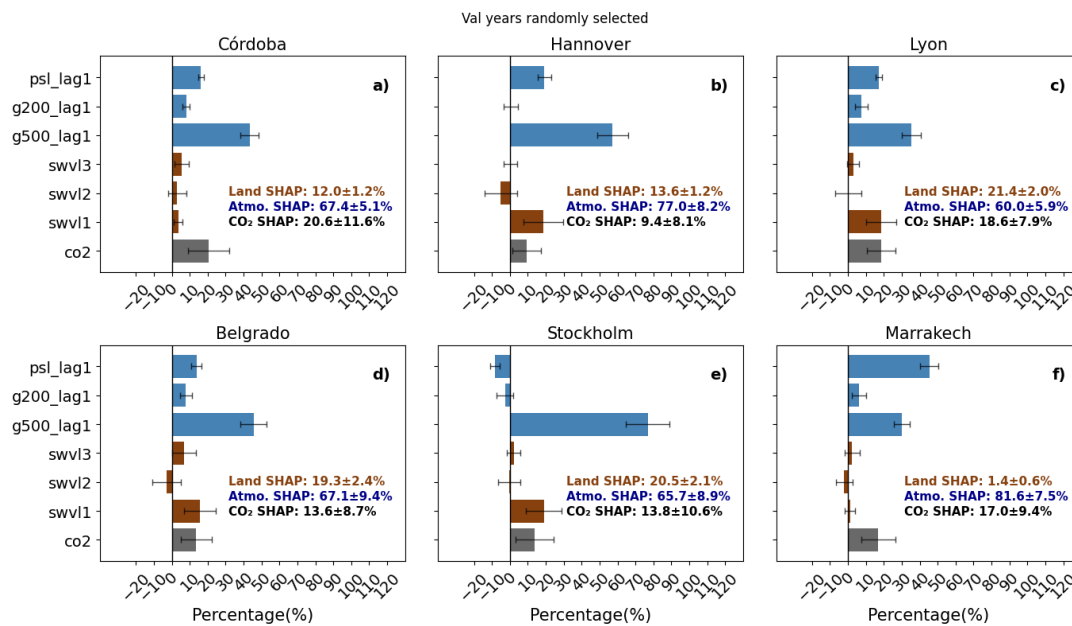 Val years randomly selected
Córdoba
Hannover
Lyon
psl_lag1
g200_lag1
g500_lag1
swvl3
swvl2
swvl1
co2
a)
Land SHAP: 12.0±1.2%
Atmo. SHAP: 67.4±5.1%
CO₂ SHAP: 20.6±11.6%
b)
Land SHAP: 13.6±1.2%
Atmo. SHAP: 77.0±8.2%
CO₂ SHAP: 9.4±8.1%
c)
Land SHAP: 21.4±2.0%
Atmo. SHAP: 60.0±5.9%
CO₂ SHAP: 18.6±7.9%
−20 −10 0 10 20 30 40 50 60 70 80 90 100 110 120
−20 −10 0 10 20 30 40 50 60 70 80 90 100 110 120
−20 −10 0 10 20 30 40 50 60 70 80 90 100 110 120
Belgrado
Stockholm
Marrakech
psl_lag1
g200_lag1
g500_lag1
swvl3
swvl2
swvl1
co2
d)
Land SHAP: 19.3±2.4%
Atmo. SHAP: 67.1±9.4%
CO₂ SHAP: 13.6±8.7%
e)
Land SHAP: 20.5±2.1%
Atmo. SHAP: 65.7±8.9%
CO₂ SHAP: 13.8±10.6%
f)
Land SHAP: 1.4±0.6%
Atmo. SHAP: 81.6±7.5%
CO₂ SHAP: 17.0±9.4%
−20 −10 0 10 20 30 40 50 60 70 80 90 100 110 120
−20 −10 0 10 20 30 40 50 60 70 80 90 100 110 120
−20 −10 0 10 20 30 40 50 60 70 80 90 100 110 120
Percentage(%)
Percentage(%)
Percentage(%)